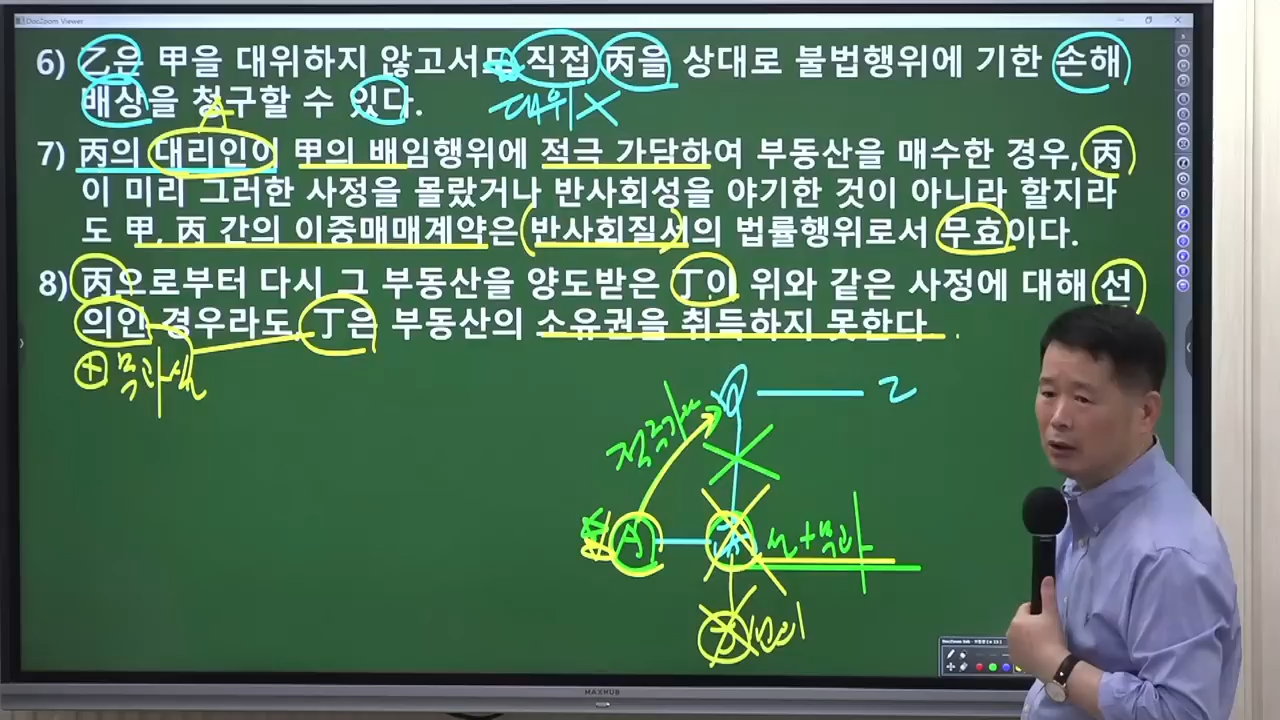 DocZoom Viewer
6) 乙은 甲을 대위하지 않고서도 직접 丙을 상대로 불법행위에 기한 손해
배상을 청구할 수 있다.
대위X
A
7) 丙의 대리인이 甲의 배임행위에 적극 가담하여 부동산을 매수한 경우, 丙
이 미리 그러한 사정을 몰랐거나 반사회성을 야기한 것이 아니라 할지라
도 甲, 丙 간의 이중매매계약은 반사회질서의 법률행위로서 무효이다.
8) 丙으로부터 다시 그 부동산을 양도받은 丁이 위와 같은 사정에 대해 선
의인 경우라도 丁은 부동산의 소유권을 취득하지 못한다.
+ 무과실
적극가
A
선+무과
MAXHUB